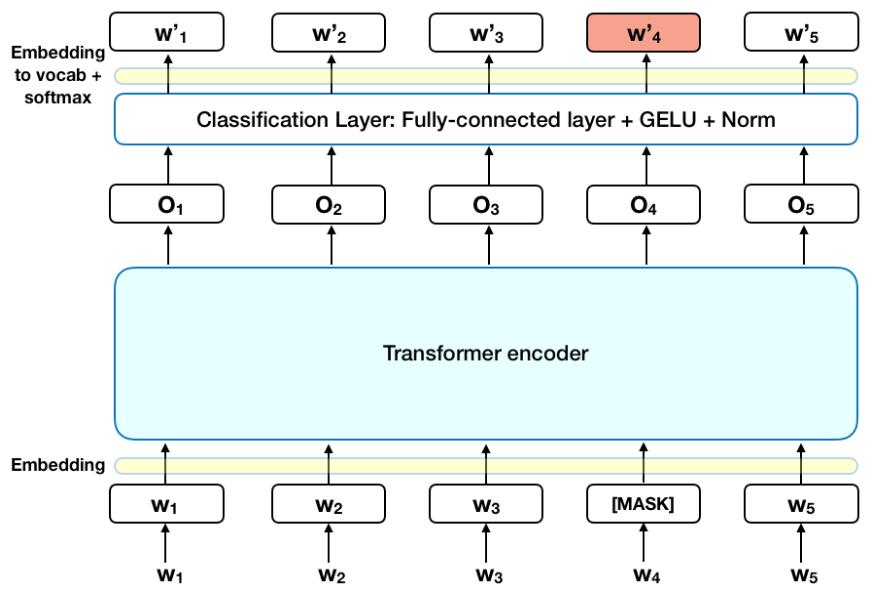 w’₁ w’₂ w’₃ w’₄ w’₅
Embedding
to vocab +
softmax
Classification Layer: Fully-connected layer + GELU + Norm
O₁ O₂ O₃ O₄ O₅
Transformer encoder
Embedding
w₁ w₂ w₃ [MASK] w₅
w₁ w₂ w₃ w₄ w₅